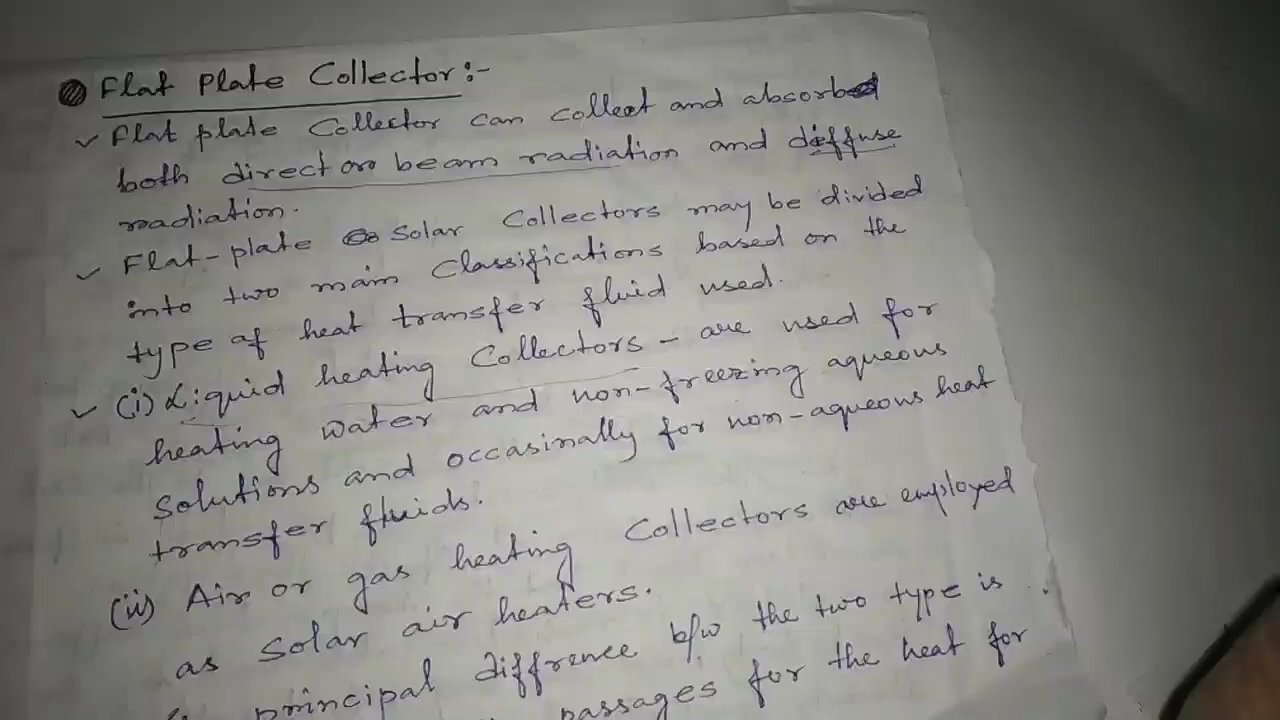 Flat Plate Collector:-
Flat plate Collector can collect and absorb
both direct or beam radiation and diffuse
radiation.
Flat-plate Solar Collectors may be divided
into two main Classifications based on the
type of heat transfer fluid used.
(i) Liquid heating Collectors - are used for
heating water and non-freezing aqueous
Solutions and occasinally for non-aqueous heat
transfer fluids.
(ii) Air or gas heating Collectors are employed
as Solar air heaters.
principal diffrence b/w the two type is
passages for the heat for